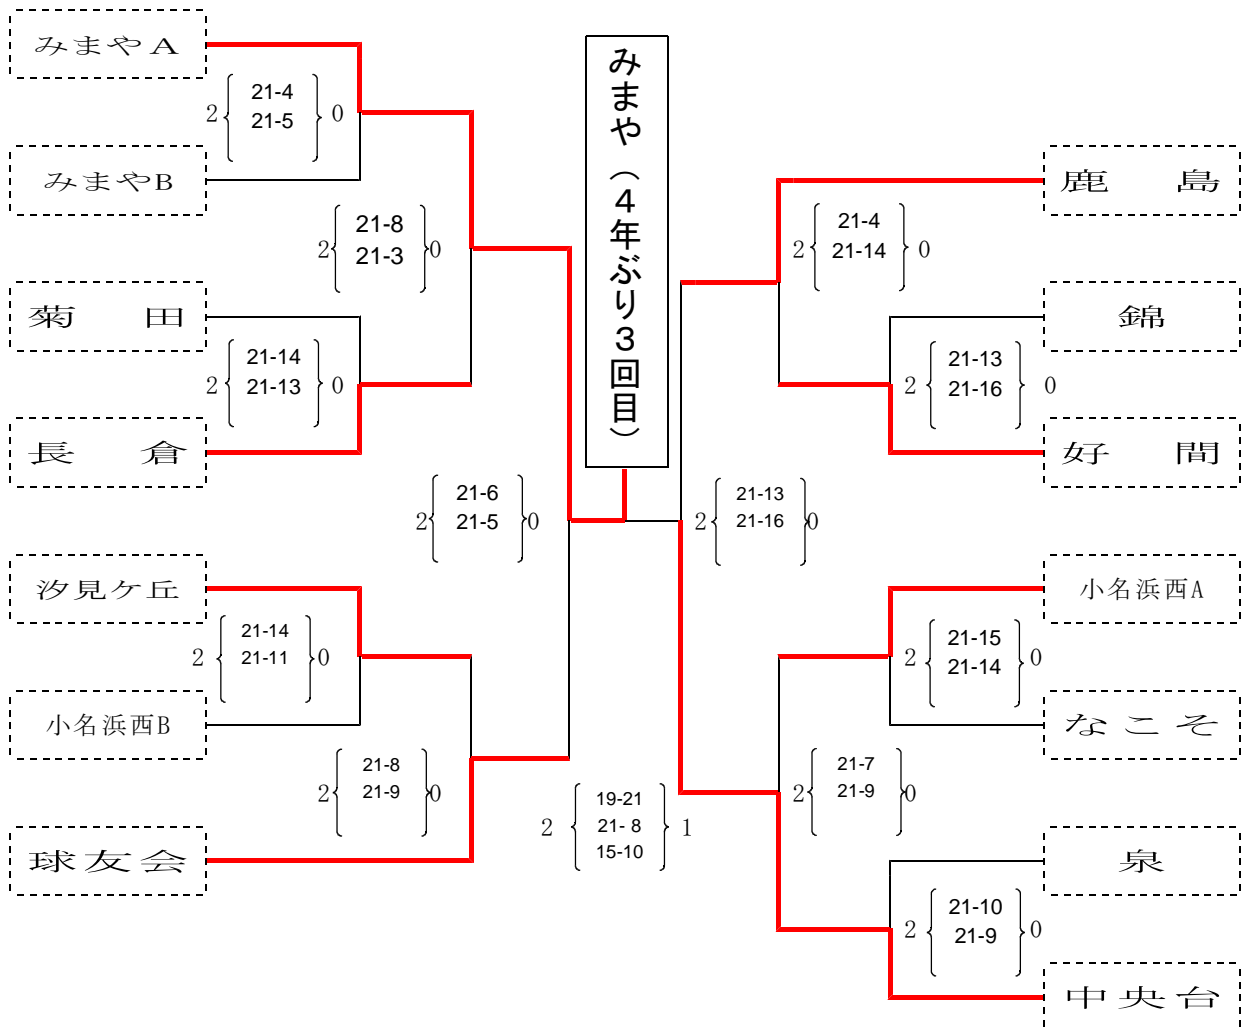 みまやA
2 21-4 0
21-5
みまやB
2 21-8 0
21-3
菊 田
2 21-14 0
21-13
長 倉
2 21-6 0
21-5
汐見ケ丘
2 21-14 0
21-11
小名浜西B
2 21-8 0
21-9
球友会
みまや(4年ぶり3回目)
19-21
2 21- 8 1
15-10
鹿 島
2 21-4 0
21-14
錦
2 21-13 0
21-16
好 間
2 21-13 0
21-16
小名浜西A
2 21-15 0
21-14
なこそ
2 21-7 0
21-9
泉
2 21-10 0
21-9
中央台